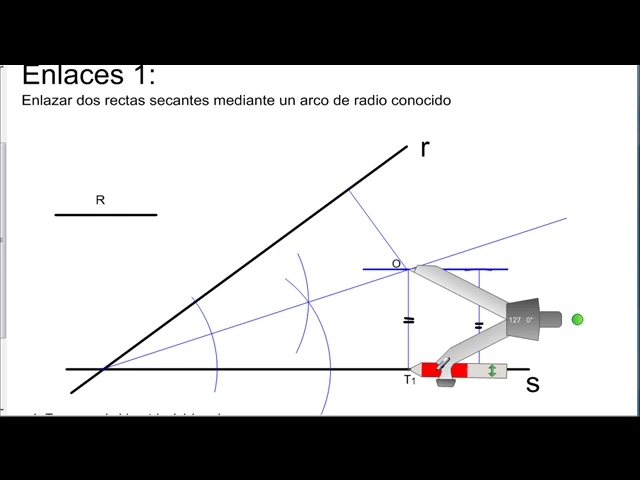 Enlaces 1:
Enlazar dos rectas secantes mediante un arco de radio conocido
r
R
O
127 0°
T1
s